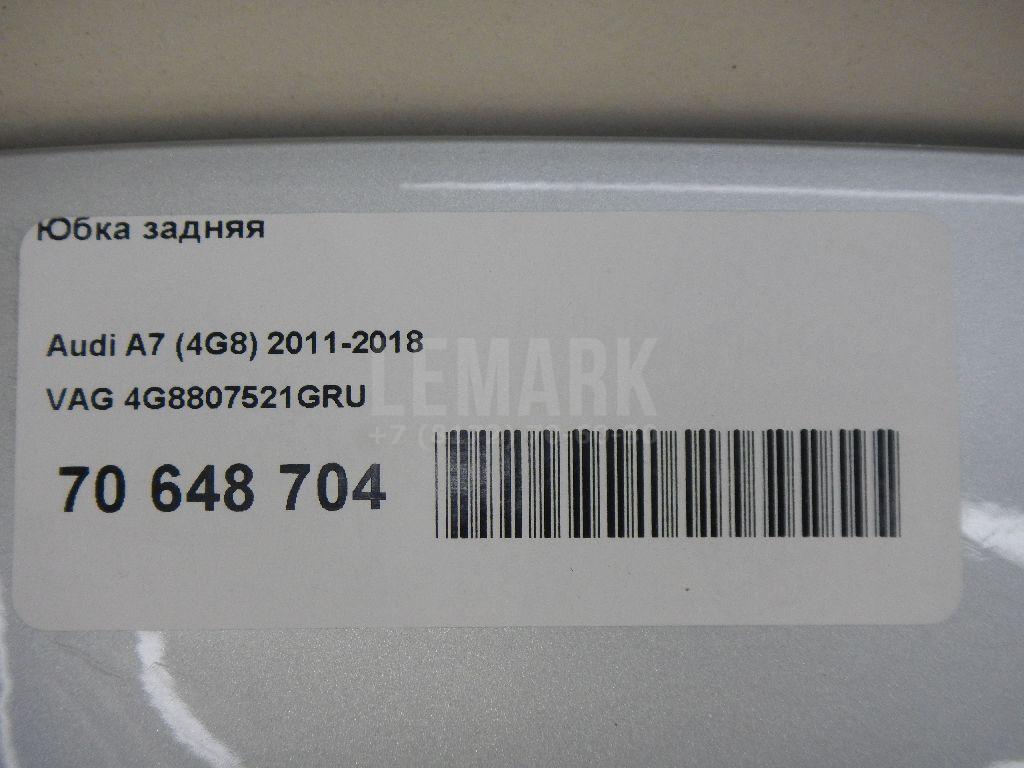 Юбка задняя
Audi A7 (4G8) 2011-2018
VAG 4G8807521GRU
LEMARK
70 648 704